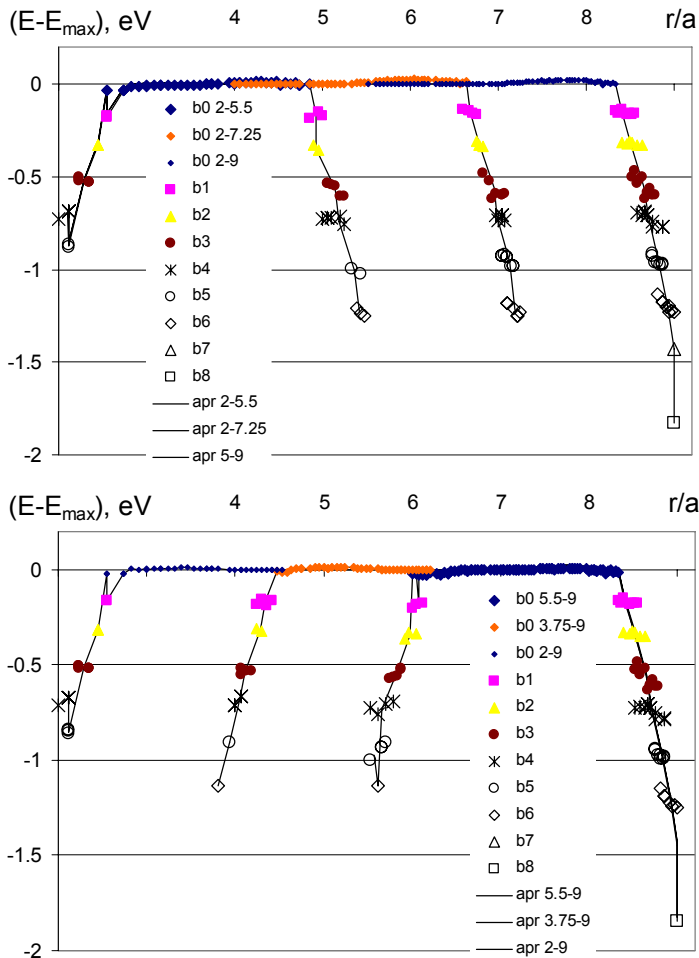 (E-Emax), eV 4 5 6 7 8 r/a
0
-0.5
-1
-1.5
-2
b0 2-5.5
b0 2-7.25
b0 2-9
b1
b2
b3
b4
b5
b6
b7
b8
apr 2-5.5
apr 2-7.25
apr 5-9
(E-Emax), eV 4 5 6 7 8 r/a
0
-0.5
-1
-1.5
-2
b0 5.5-9
b0 3.75-9
b0 2-9
b1
b2
b3
b4
b5
b6
b7
b8
apr 5.5-9
apr 3.75-9
apr 2-9